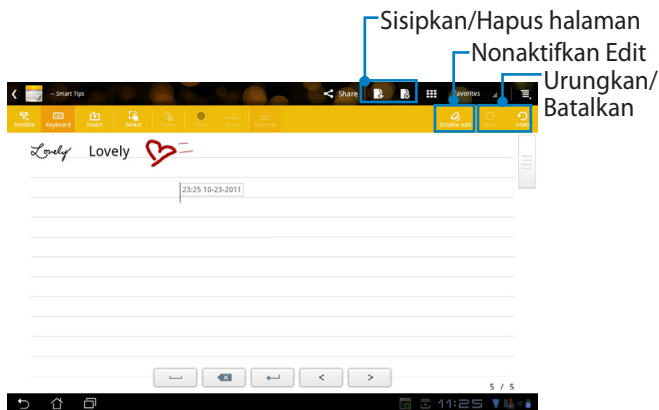 Sisipkan/Hapus halaman
Nonaktifkan Edit
Urungkan/
Batalkan
– Smart Tips
Share
Favorites
Scribble Keyboard Insert Select Disable edit Undo
Lovely Lovely
23:25 10-23-2011
< >
5 / 5
11:25